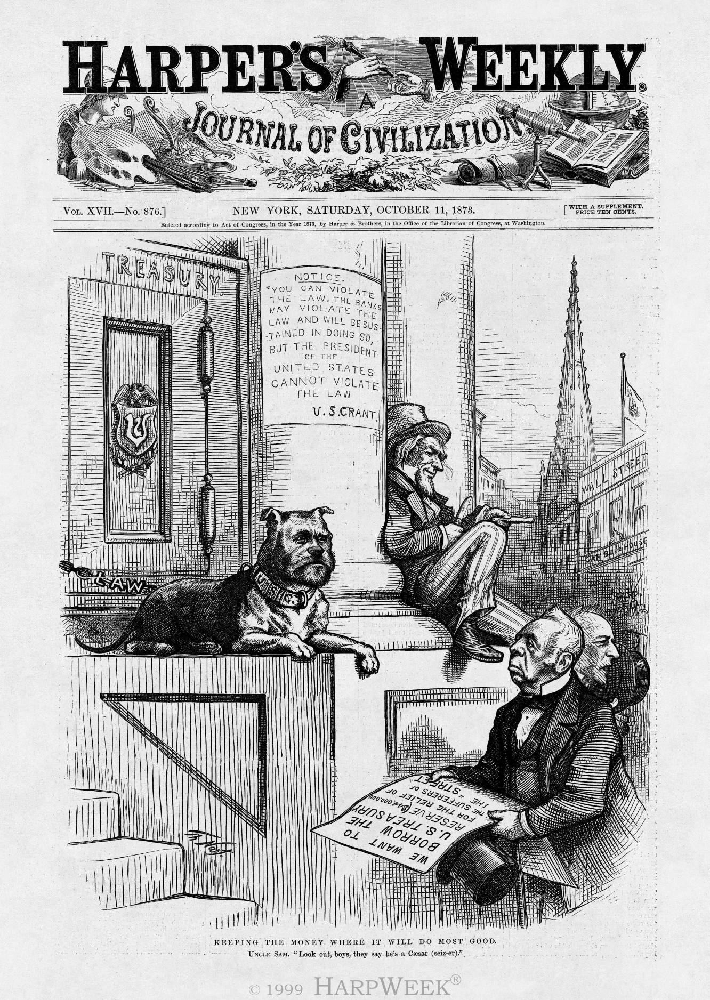 HARPER'S WEEKLY.
A
JOURNAL OF CIVILIZATION
VOL. XVII.—No. 876.] NEW YORK, SATURDAY, OCTOBER 11, 1873. [WITH A SUPPLEMENT. PRICE TEN CENTS.
Entered according to Act of Congress, in the Year 1873, by Harper & Brothers, in the Office of the Librarian of Congress, at Washington.
TREASURY.
NOTICE.
"YOU CAN VIOLATE
THE LAW. THE BANKS
MAY VIOLATE THE
LAW AND WILL BE SUS-
-TAINED IN DOING SO,
BUT THE PRESIDENT
OF THE
UNITED STATES
CANNOT VIOLATE
THE LAW
U.S.GRANT.
US
WALL STREET
GAMBLING HOUSE
LAW
WE WANT TO
BORROW THE
U.S. TREASURY
RESERVE ($44,000,000)
FOR THE RELIEF OF
THE SUFFERERS OF
THE "STREET"
Th. Nast
KEEPING THE MONEY WHERE IT WILL DO MOST GOOD.
UNCLE SAM. "Look out, boys, they say he's a Cæsar (seiz-er)."
© 1999 HARPWEEK®